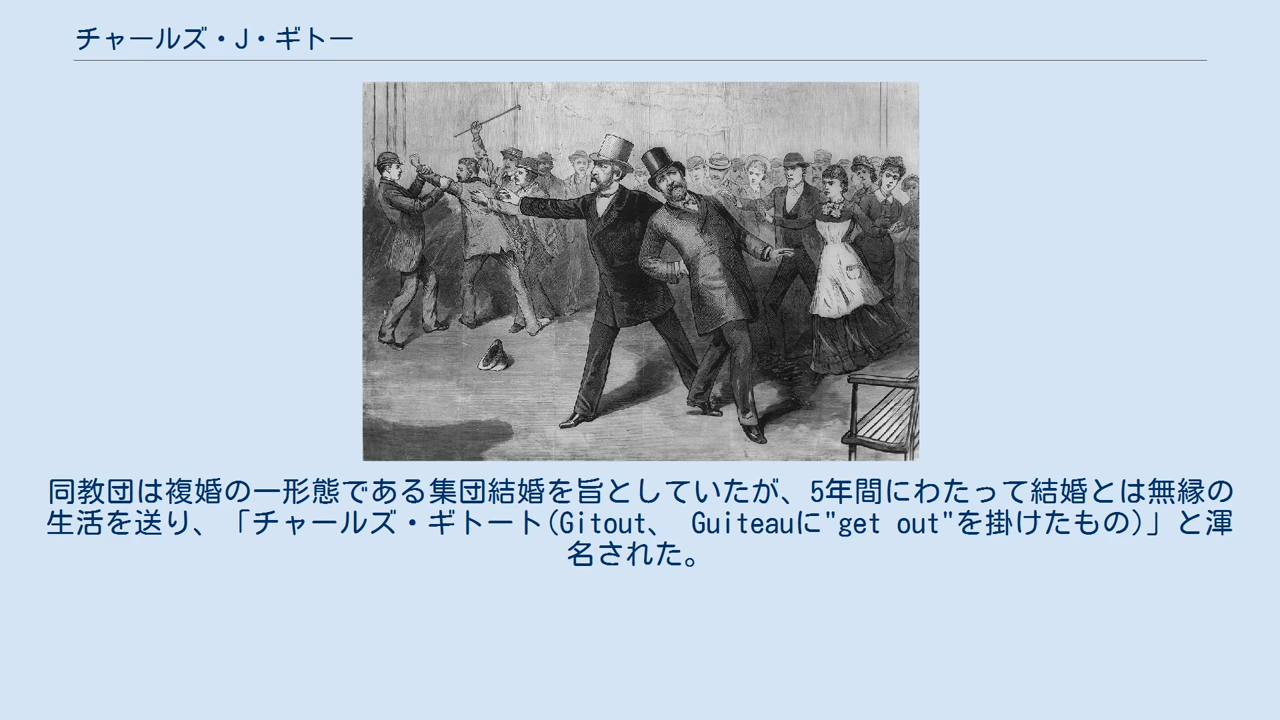 チャールズ・J・ギトー
同教団は複婚の一形態である集団結婚を旨としていたが、5年間にわたって結婚とは無縁の
生活を送り、「チャールズ・ギトート(Gitout、 Guiteauに"get out"を掛けたもの)」と渾
名された。